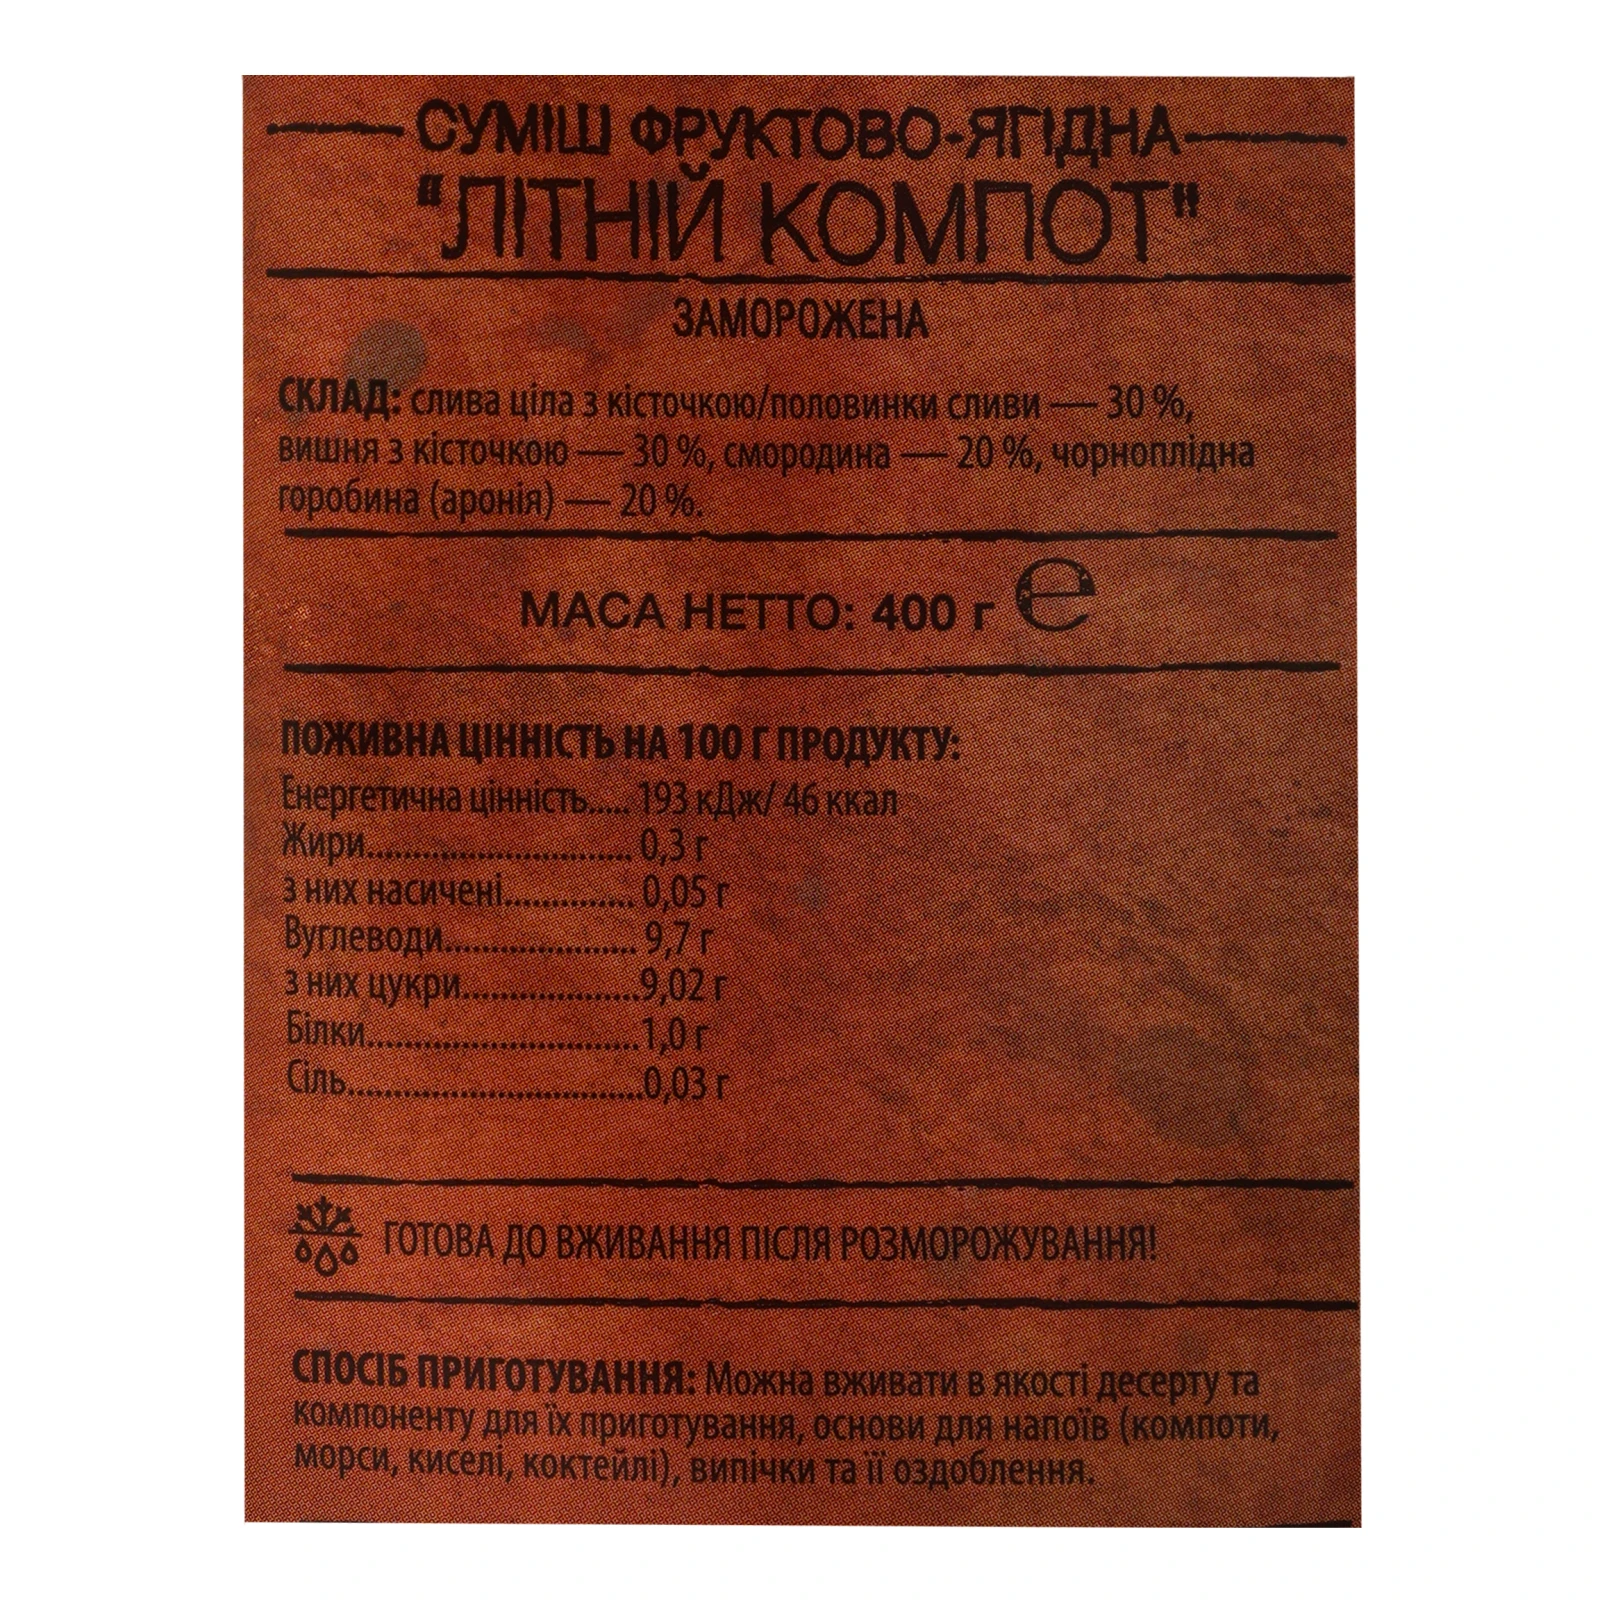 СУМІШ ФРУКТОВО-ЯГІДНА
"ЛІТНІЙ КОМПОТ"
ЗАМОРОЖЕНА
СКЛАД: слива ціла з кісточкою/половинки сливи — 30 %,
вишня з кісточкою — 30 %, смородина — 20 %, чорноплідна
горобина (аронія) — 20 %.
МАСА НЕТТО: 400 г ℮
ПОЖИВНА ЦІННІСТЬ НА 100 Г ПРОДУКТУ:
Енергетична цінність..... 193 кДж/ 46 ккал
Жири............................ 0,3 г
з них насичені.............. 0,05 г
Вуглеводи.................... 9,7 г
з них цукри...................9,02 г
Білки.............................1,0 г
Сіль...............................0,03 г
ГОТОВА ДО ВЖИВАННЯ ПІСЛЯ РОЗМОРОЖУВАННЯ!
СПОСІБ ПРИГОТУВАННЯ: Можна вживати в якості десерту та
компоненту для їх приготування, основи для напоїв (компоти,
морси, киселі, коктейлі), випічки та її оздоблення.